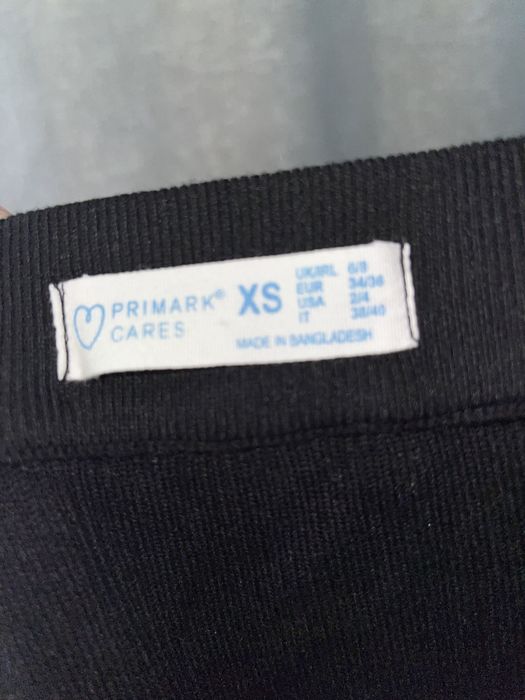 PRIMARK®
CARES
XS
UK/IRL 6/8
EUR 34/36
USA 2/4
IT 38/40
MADE IN BANGLADESH